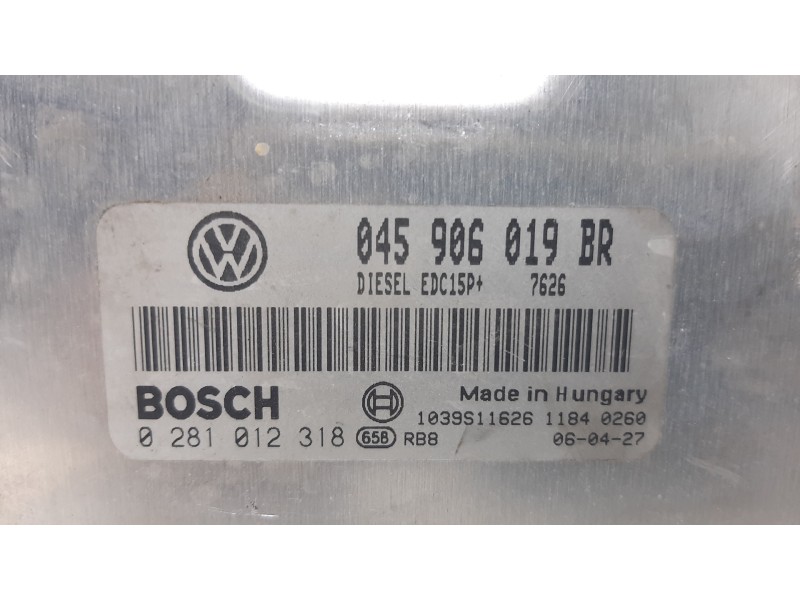 045 906 019 BR
DIESEL EDC15P+ 7626
BOSCH Made in Hungary
1039S11626 1184 0260
0 281 012 318 65B RB8 06-04-27